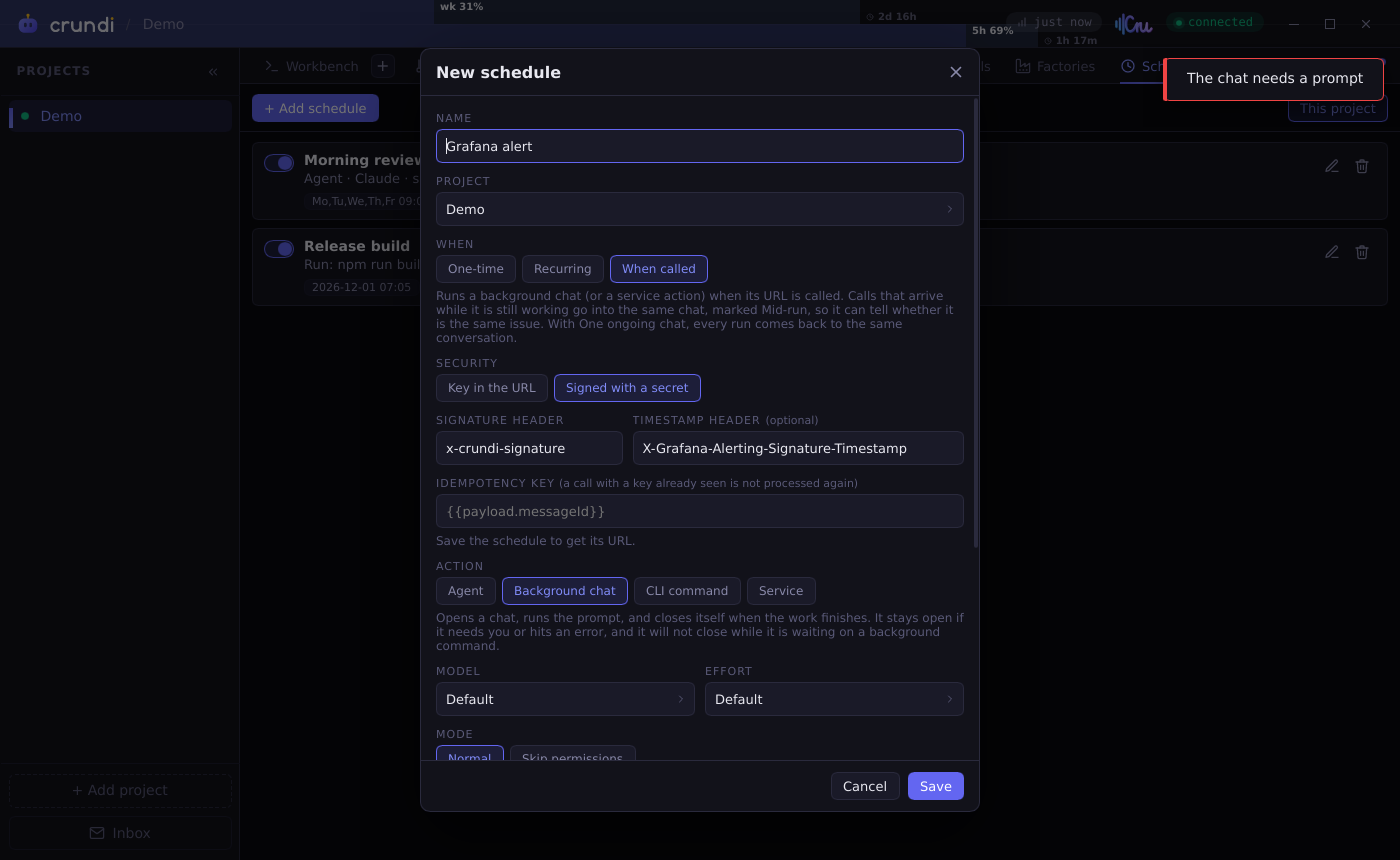 crundi / Demo
wk 31%
2d 16h
5h 69%
1h 17m
just now
Cru
connected
PROJECTS
Workbench
Factories
The chat needs a prompt
Demo
+ Add schedule
This project
Morning review
Agent · Claude · s
Mo,Tu,We,Th,Fr 09:0
Release build
Run: npm run buil
2026-12-01 07:05
New schedule
NAME
Grafana alert
PROJECT
Demo
WHEN
One-time
Recurring
When called
Runs a background chat (or a service action) when its URL is called. Calls that arrive
while it is still working go into the same chat, marked Mid-run, so it can tell whether it
is the same issue. With One ongoing chat, every run comes back to the same
conversation.
SECURITY
Key in the URL
Signed with a secret
SIGNATURE HEADER
TIMESTAMP HEADER (optional)
x-crundi-signature
X-Grafana-Alerting-Signature-Timestamp
IDEMPOTENCY KEY (a call with a key already seen is not processed again)
{{payload.messageId}}
Save the schedule to get its URL.
ACTION
Agent
Background chat
CLI command
Service
Opens a chat, runs the prompt, and closes itself when the work finishes. It stays open if
it needs you or hits an error, and it will not close while it is waiting on a background
command.
MODEL
EFFORT
Default
Default
MODE
Normal
Skip permissions
Cancel
Save
+ Add project
Inbox